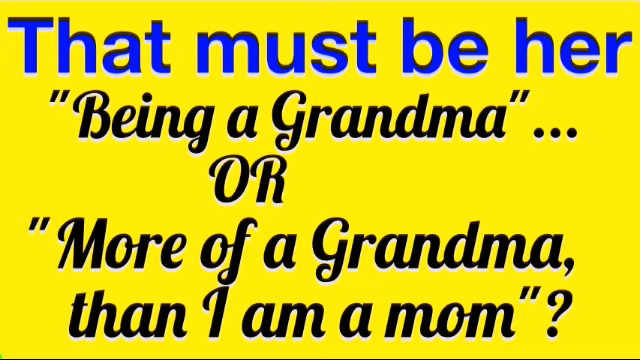 That must be her
"Being a Grandma"...
OR
"More of a Grandma,
than I am a mom"?